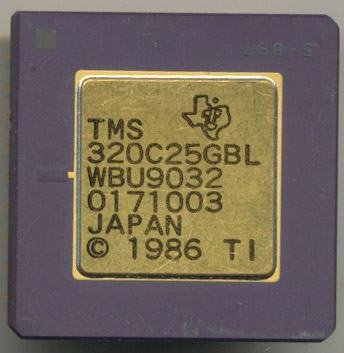 TMS
320C25GBL
WBU9032
0171003
JAPAN
© 1986 TI